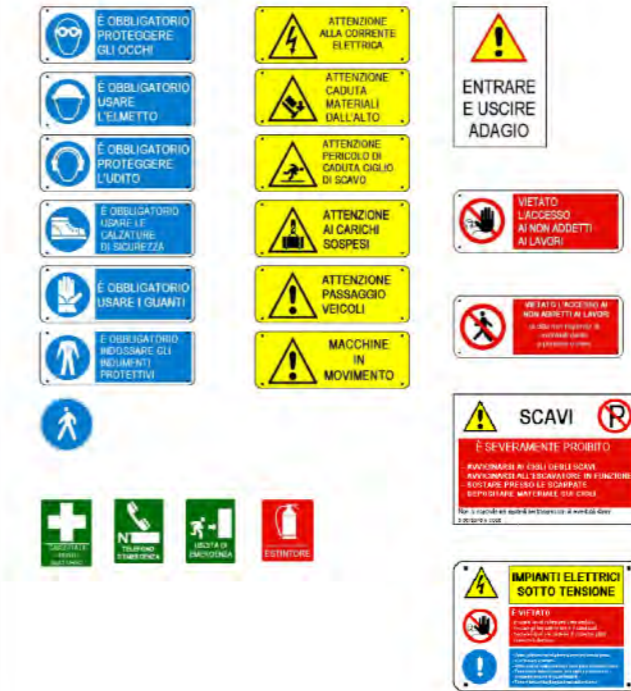 È OBBLIGATORIO
PROTEGGERE
GLI OCCHI
È OBBLIGATORIO
USARE
L'ELMETTO
È OBBLIGATORIO
PROTEGGERE
L'UDITO
È OBBLIGATORIO
USARE LE
CALZATURE
DI SICUREZZA
È OBBLIGATORIO
USARE I GUANTI
È OBBLIGATORIO
INDOSSARE GLI
INDUMENTI
PROTETTIVI
ATTENZIONE
ALLA CORRENTE
ELETTRICA
ATTENZIONE
CADUTA
MATERIALI
DALL'ALTO
ATTENZIONE
PERICOLO DI
CADUTA CIGLIO
DI SCAVO
ATTENZIONE
AI CARICHI
SOSPESI
ATTENZIONE
PASSAGGIO
VEICOLI
MACCHINE
IN
MOVIMENTO
ENTRARE
E USCIRE
ADAGIO
VIETATO
L'ACCESSO
AI NON ADDETTI
AI LAVORI
VIETATO L'ACCESSO AI
NON ADDETTI AI LAVORI
SCAVI
P
È SEVERAMENTE PROIBITO
- AVVICINARSI AI CIGLI DEGLI SCAVI
- AVVICINARSI ALL'ESCAVATORE IN FUNZIONE
- SOSTARE PRESSO LE SCARPATE
- DEPOSITARE MATERIALE SUI CIGLI
IMPIANTI ELETTRICI
SOTTO TENSIONE
È VIETATO
N
TELEFONO
D'EMERGENZA
USCITA DI
EMERGENZA
ESTINTORE